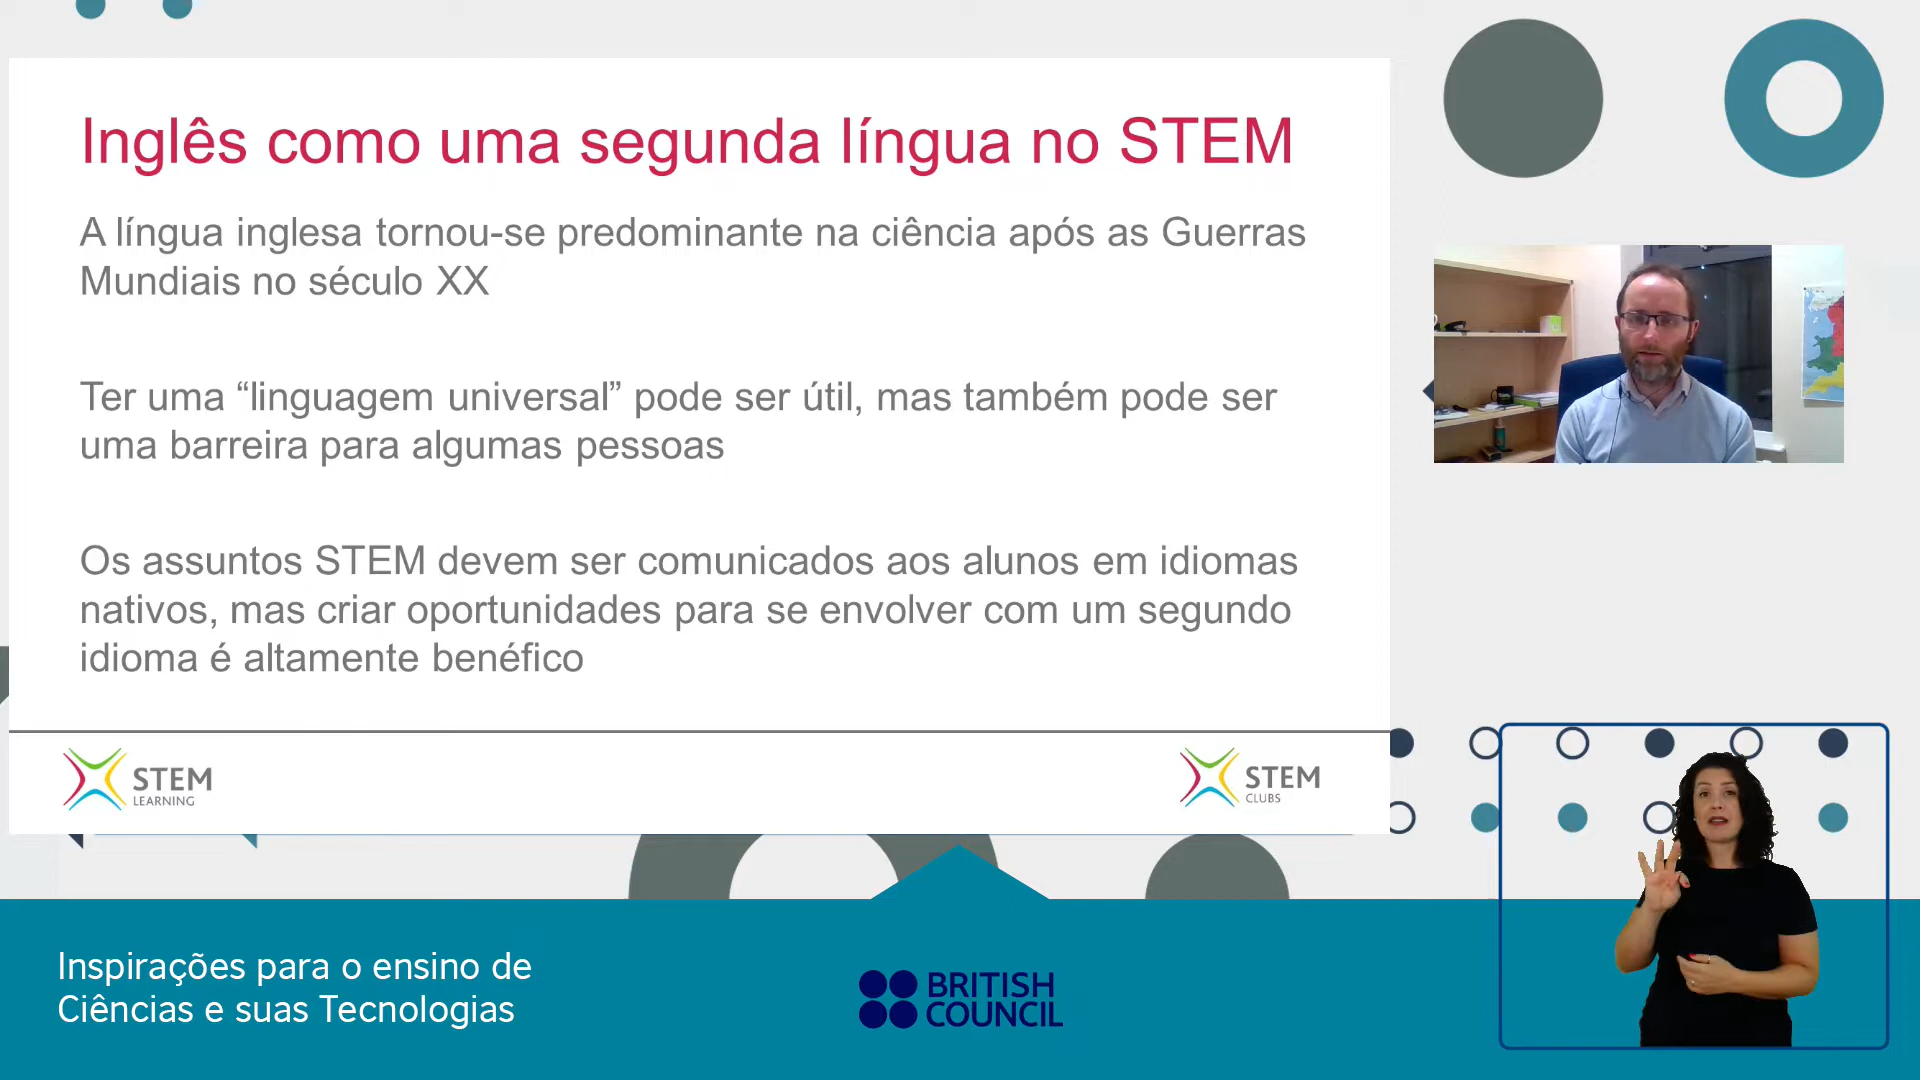 Inglês como uma segunda língua no STEM
A língua inglesa tornou-se predominante na ciência após as Guerras
Mundiais no século XX
Ter uma “linguagem universal” pode ser útil, mas também pode ser
uma barreira para algumas pessoas
Os assuntos STEM devem ser comunicados aos alunos em idiomas
nativos, mas criar oportunidades para se envolver com um segundo
idioma é altamente benéfico
STEM
LEARNING
STEM
CLUBS
Inspirações para o ensino de
Ciências e suas Tecnologias
BRITISH
COUNCIL